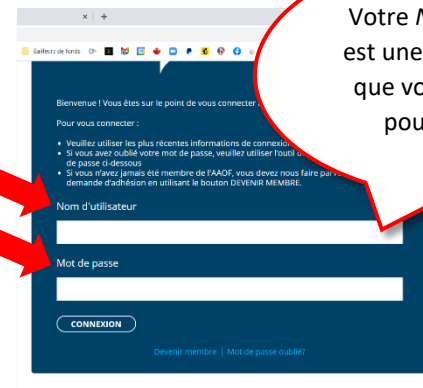 Bailleurs de fonds
Votre
est une
que vo
pou
Bienvenue ! Vous êtes sur le point de vous connecter
Pour vous connecter :
• Veuillez utiliser les plus récentes informations de connexion
• Si vous avez oublié votre mot de passe, veuillez utiliser l'outil
de passe ci-dessous
• Si vous n'avez jamais été membre de l'AAOF, vous devez nous faire
demande d'adhésion en utilisant le bouton DEVENIR MEMBRE.
Nom d'utilisateur
Mot de passe
CONNEXION
Devenir membre | Mot de passe oublié?